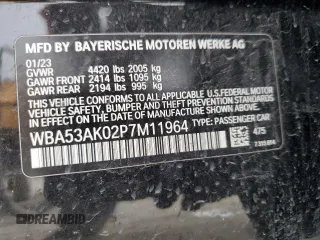 MFD BY BAYERISCHE MOTOREN WERKE AG
01/23
GVWR 4420 lbs 2005 kg
GAWR FRONT 2414 lbs 1095 kg
GAWR REAR 2194 lbs 995 kg
THIS VEHICLE CONFORMS TO ALL APPLICABLE
U.S. FEDERAL MOTOR VEHICLE SAFETY, BUMPER,
AND THEFT PREVENTION STANDARDS IN EFFECT
ON THE DATE OF MANUFACTURE SHOWN ABOVE.
WBA53AK02P7M11964
TYPE: PASSENGER CAR
475
DREAMBID